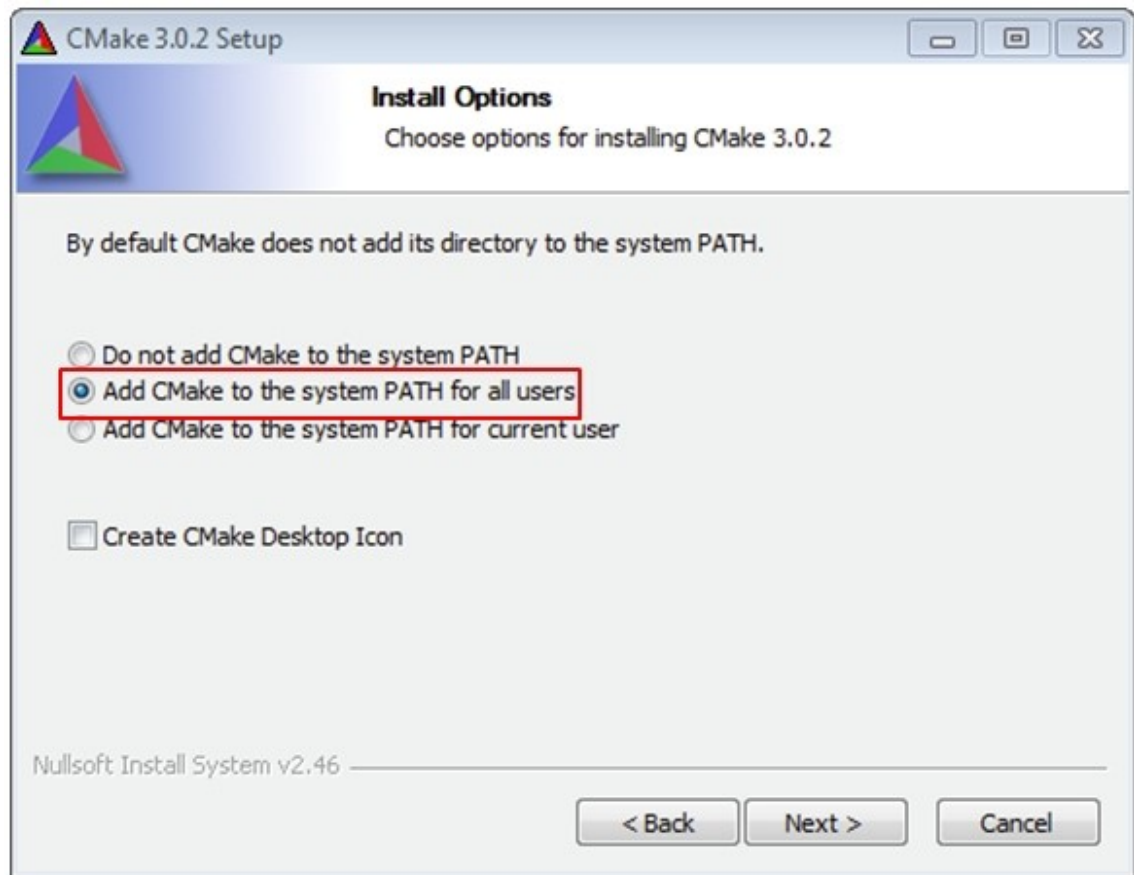 CMake 3.0.2 Setup
Install Options
Choose options for installing CMake 3.0.2
By default CMake does not add its directory to the system PATH.
Do not add CMake to the system PATH
Add CMake to the system PATH for all users
Add CMake to the system PATH for current user
Create CMake Desktop Icon
Nullsoft Install System v2.46
< Back Next > Cancel